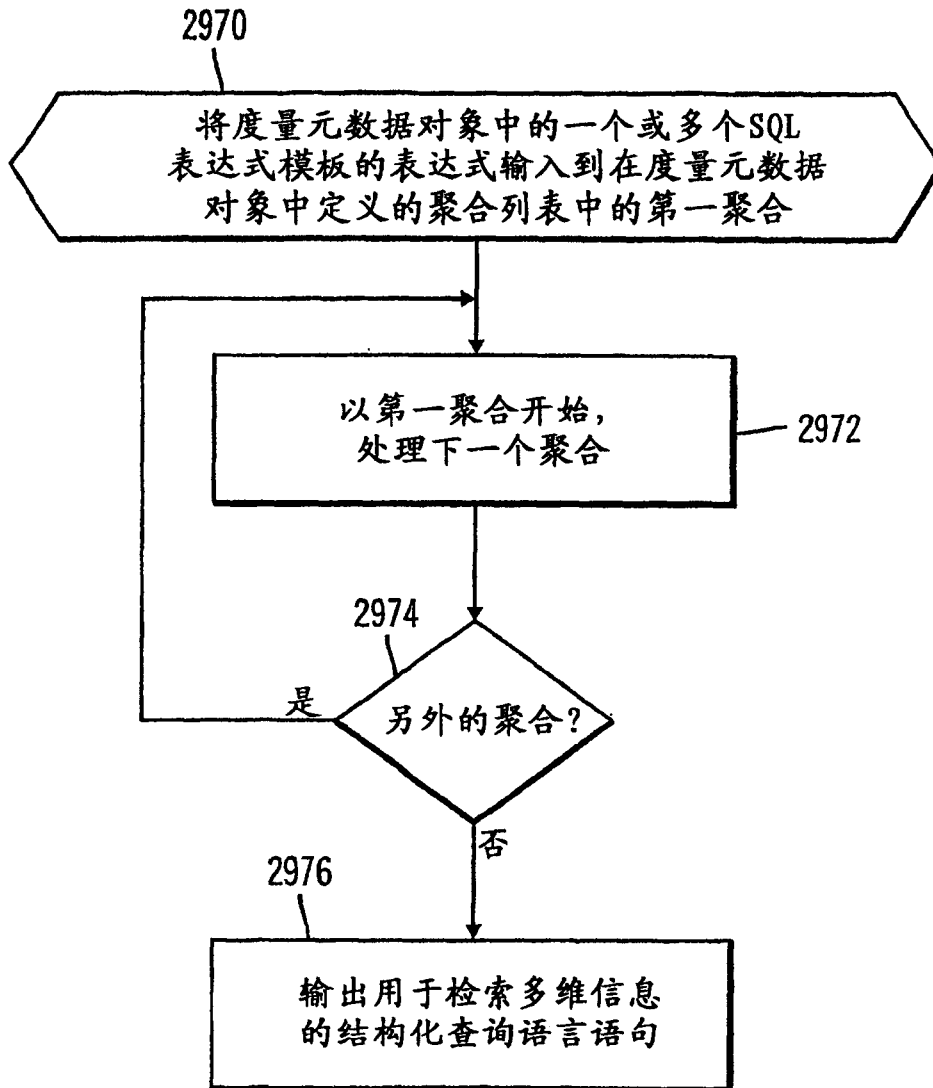 2970
将度量元数据对象中的一个或多个SQL
表达式模板的表达式输入到在度量元数据
对象中定义的聚合列表中的第一聚合
以第一聚合开始,
处理下一个聚合
2972
2974
是
另外的聚合?
否
2976
输出用于检索多维信息
的结构化查询语言语句